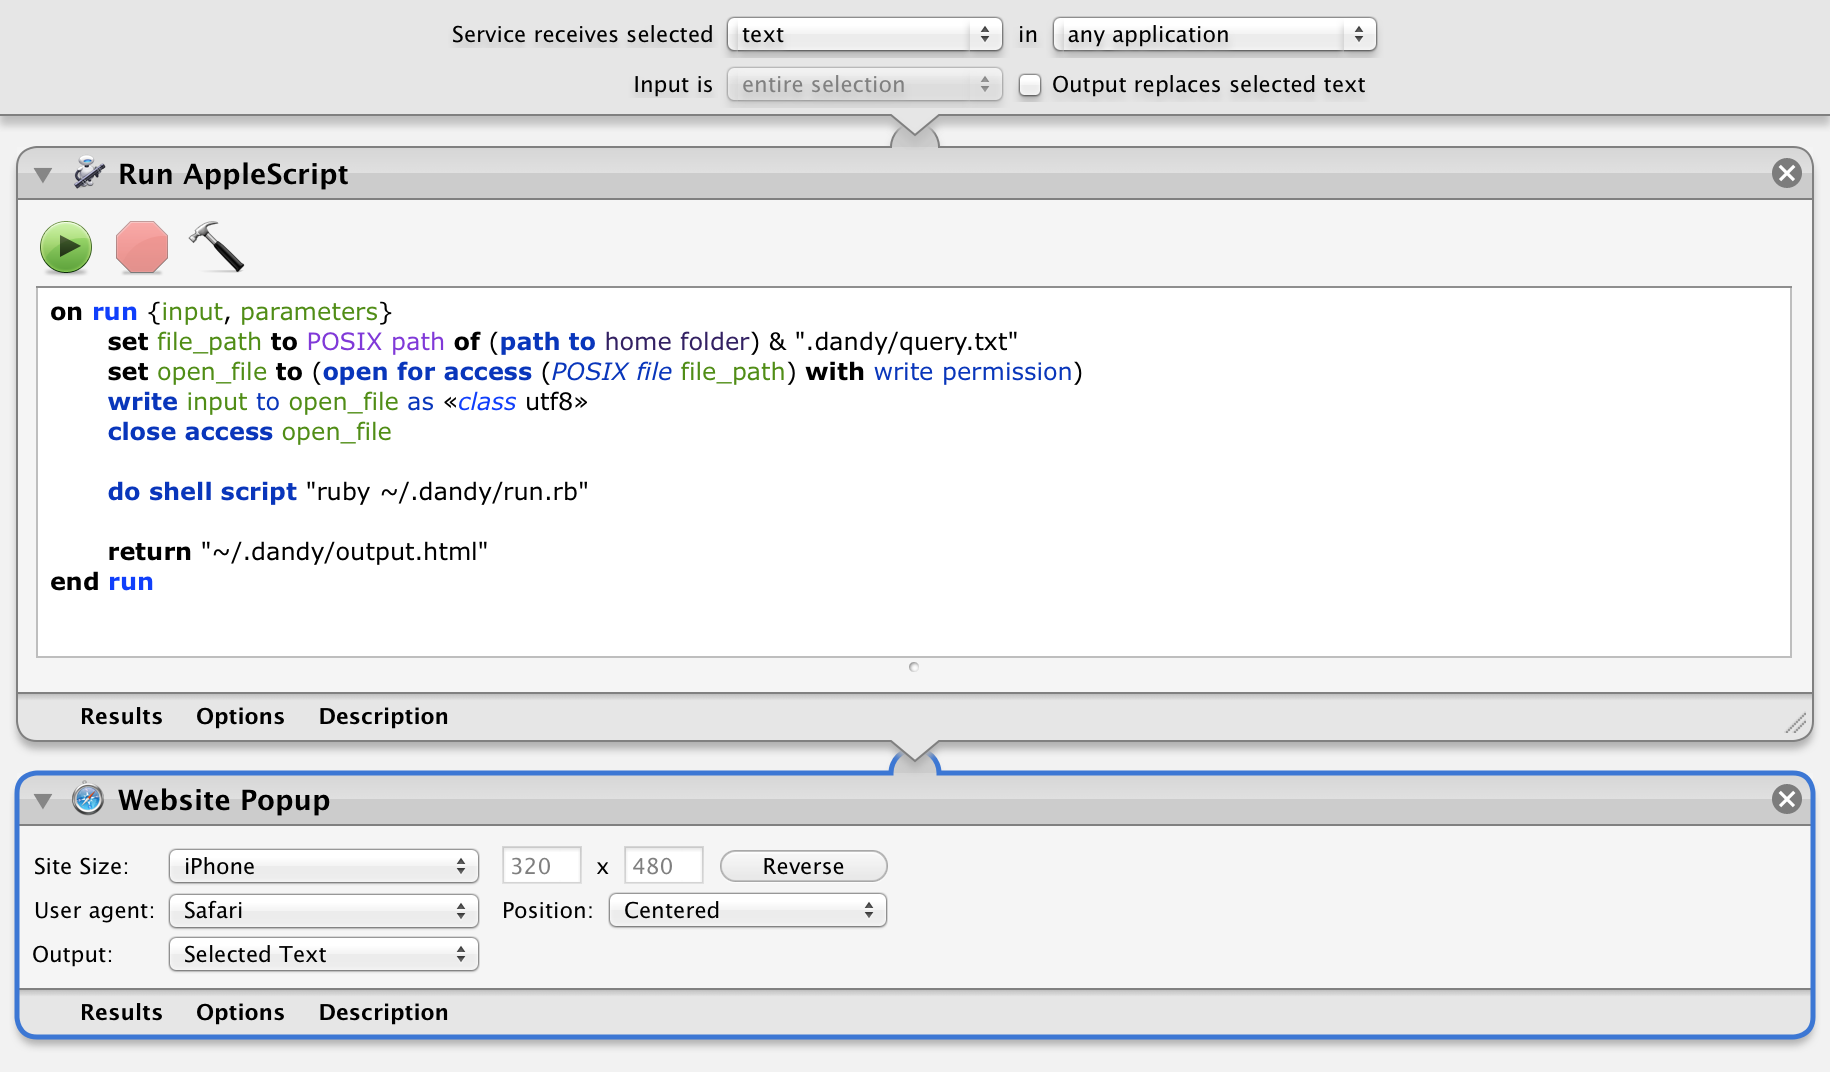 Service receives selected text in any application
Input is entire selection Output replaces selected text
Run AppleScript
on run {input, parameters}
set file_path to POSIX path of (path to home folder) & ".dandy/query.txt"
set open_file to (open for access (POSIX file file_path) with write permission)
write input to open_file as «class utf8»
close access open_file
do shell script "ruby ~/.dandy/run.rb"
return "~/.dandy/output.html"
end run
Results Options Description
Website Popup
Site Size: iPhone 320 x 480 Reverse
User agent: Safari Position: Centered
Output: Selected Text
Results Options Description